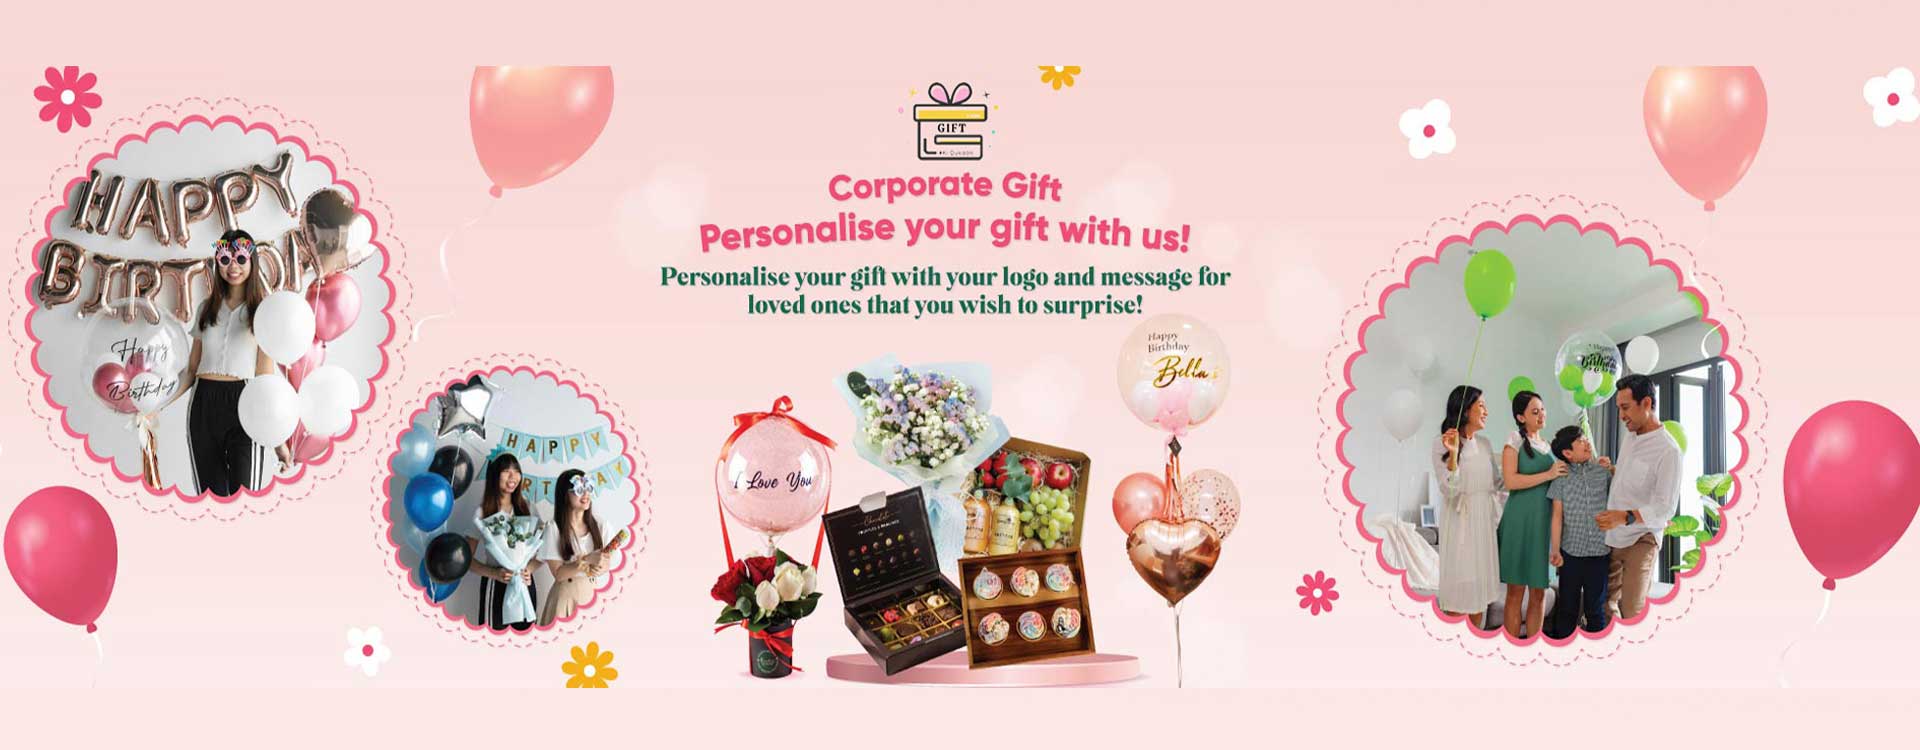 GIFT
Corporate Gift
Personalise your gift with us!
Personalise your gift with your logo and message for
loved ones that you wish to surprise!
HAPPY
Happy
Birthday
HAPPY
I Love You
Chocolate
Happy
Birthday
Bella